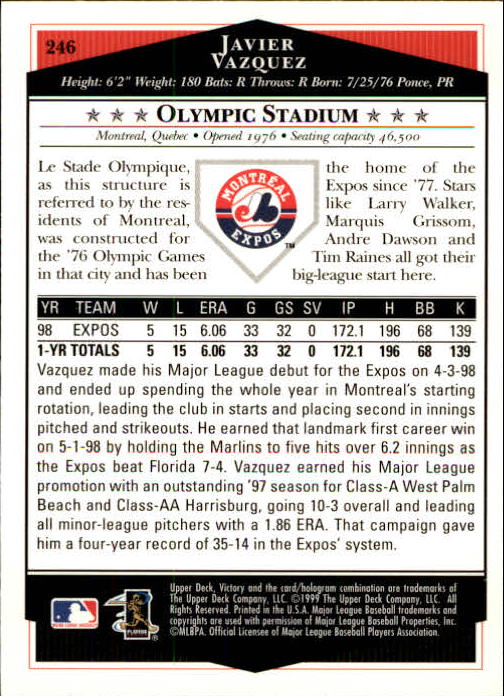 246
JAVIER
VAZQUEZ
Height: 6'2" Weight: 180 Bats: R Throws: R Born: 7/25/76 Ponce, PR
★ ★ ★ OLYMPIC STADIUM ★ ★ ★
Montreal, Quebec • Opened 1976 • Seating capacity 46,500
Le Stade Olympique,
as this structure is
referred to by the res-
idents of Montreal,
was constructed for
the '76 Olympic Games
in that city and has been
MONTRÉAL
EXPOS
TM
the home of the
Expos since '77. Stars
like Larry Walker,
Marquis Grissom,
Andre Dawson and
Tim Raines all got their
big-league start here.
YR TEAM W L ERA G GS SV IP H BB K
98 EXPOS 5 15 6.06 33 32 0 172.1 196 68 139
1-YR TOTALS 5 15 6.06 33 32 0 172.1 196 68 139
Vazquez made his Major League debut for the Expos on 4-3-98
and ended up spending the whole year in Montreal's starting
rotation, leading the club in starts and placing second in innings
pitched and strikeouts. He earned that landmark first career win
on 5-1-98 by holding the Marlins to five hits over 6.2 innings as
the Expos beat Florida 7-4. Vazquez earned his Major League
promotion with an outstanding '97 season for Class-A West Palm
Beach and Class-AA Harrisburg, going 10-3 overall and leading
all minor-league pitchers with a 1.86 ERA. That campaign gave
him a four-year record of 35-14 in the Expos' system.
Upper Deck, Victory and the card/hologram combination are trademarks of
The Upper Deck Company, LLC. ©1999 The Upper Deck Company, LLC. All
Rights Reserved. Printed in the U.S.A. Major League Baseball trademarks and
copyrights are used with permission of Major League Baseball Properties, Inc.
©MLBPA. Official Licensee of Major League Baseball Players Association.
PLAYERS
®